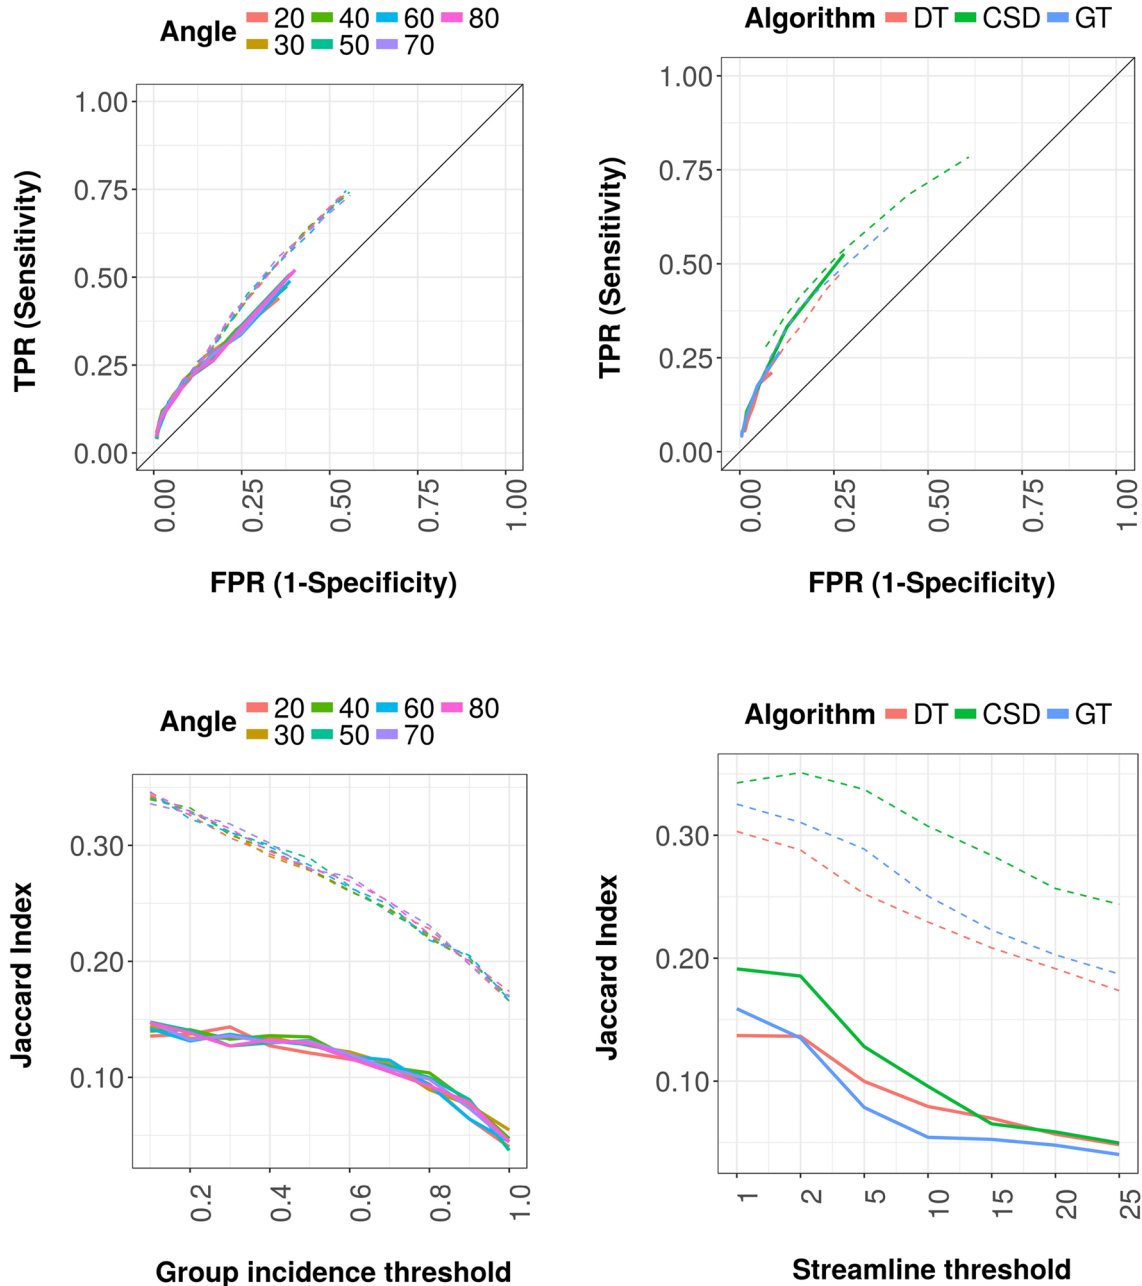 Angle 20 40 60 80
30 50 70
1.00
0.75
0.50
0.25
0.00
TPR (Sensitivity)
0.00 0.25 0.50 0.75 1.00
FPR (1-Specificity)
Algorithm DT CSD GT
1.00
0.75
0.50
0.25
0.00
TPR (Sensitivity)
0.00 0.25 0.50 0.75 1.00
FPR (1-Specificity)
Angle 20 40 60 80
30 50 70
0.30
0.20
0.10
Jaccard Index
0.2 0.4 0.6 0.8 1.0
Group incidence threshold
Algorithm DT CSD GT
0.30
0.20
0.10
Jaccard Index
1 2 5 10 15 20 25
Streamline threshold